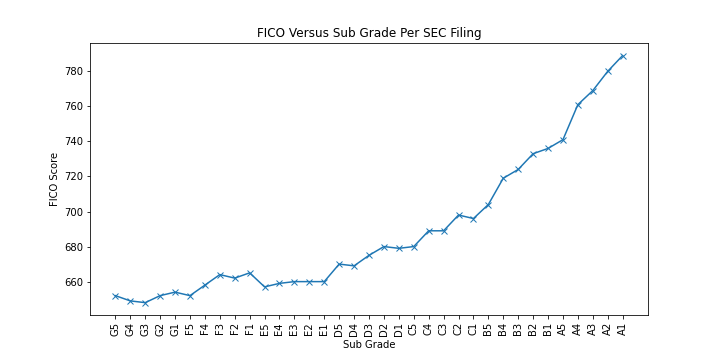 FICO Versus Sub Grade Per SEC Filing
FICO Score
780
760
740
720
700
680
660
G5 G4 G3 G2 G1 F5 F4 F3 F2 F1 E5 E4 E3 E2 E1 D5 D4 D3 D2 D1 C5 C4 C3 C2 C1 B5 B4 B3 B2 B1 A5 A4 A3 A2 A1
Sub Grade